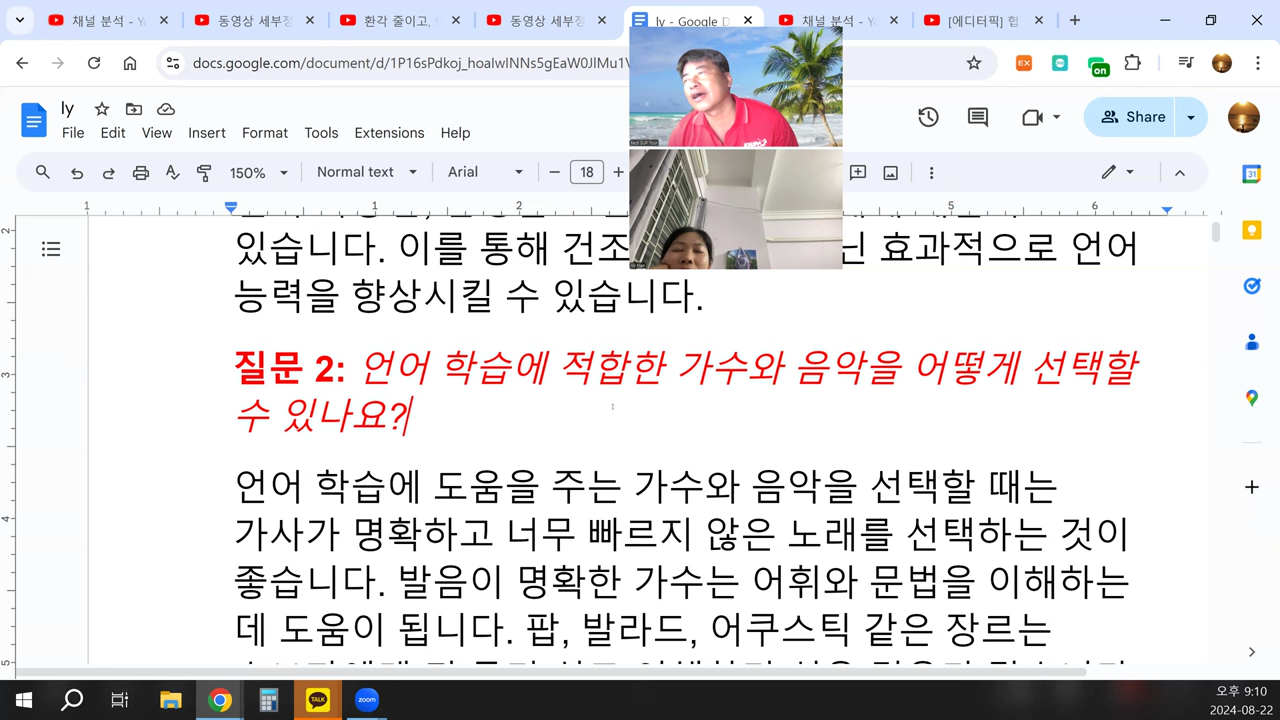 채널 분석 - Y
동영상 세부정
환각 줄이고,
동영상 세부정
ly - Google D
채널 분석 - Y
[에디터픽] 협
docs.google.com/document/d/1P16sPdkoj_hoaIwINNs5gEaW0JIMu1V
ly
File Edit View Insert Format Tools Extensions Help
Share
150% Normal text Arial 18
있습니다. 이를 통해 건조 닌 효과적으로 언어
능력을 향상시킬 수 있습니다.
질문 2: 언어 학습에 적합한 가수와 음악을 어떻게 선택할
수 있나요?
언어 학습에 도움을 주는 가수와 음악을 선택할 때는
가사가 명확하고 너무 빠르지 않은 노래를 선택하는 것이
좋습니다. 발음이 명확한 가수는 어휘와 문법을 이해하는
데 도움이 됩니다. 팝, 발라드, 어쿠스틱 같은 장르는
오후 9:10
2024-08-22